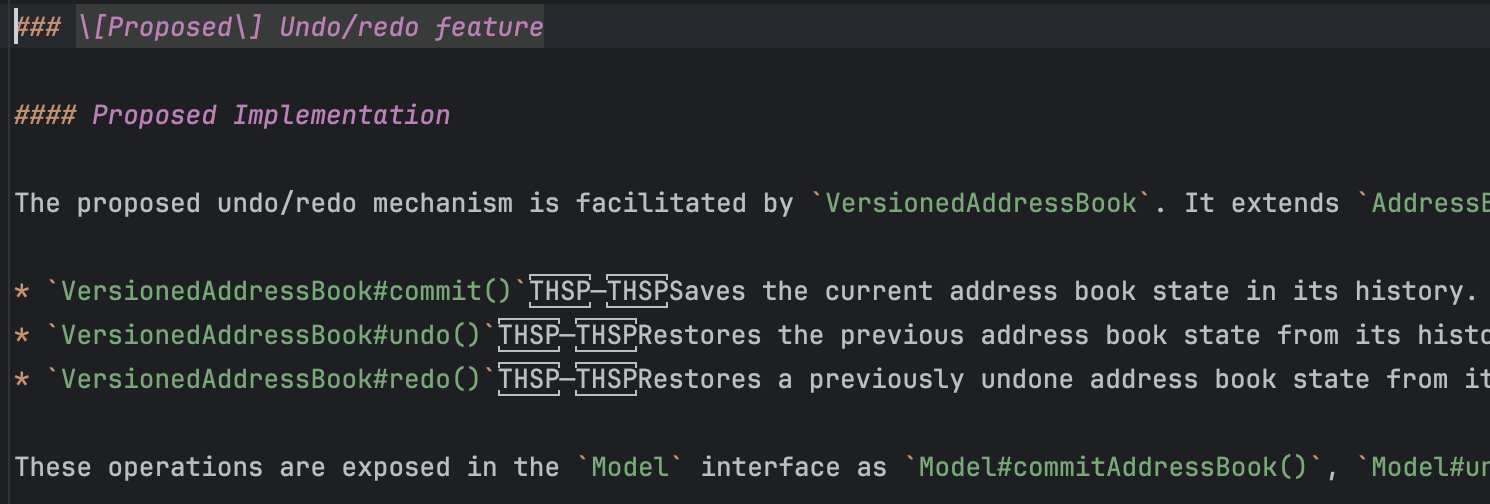 ### \[Proposed\] Undo/redo feature
#### Proposed Implementation
The proposed undo/redo mechanism is facilitated by `VersionedAddressBook`. It extends `AddressB
* `VersionedAddressBook#commit()`THSP—THSPSaves the current address book state in its history.
* `VersionedAddressBook#undo()`THSP—THSPRestores the previous address book state from its histo
* `VersionedAddressBook#redo()`THSP—THSPRestores a previously undone address book state from it
These operations are exposed in the `Model` interface as `Model#commitAddressBook()`, `Model#un